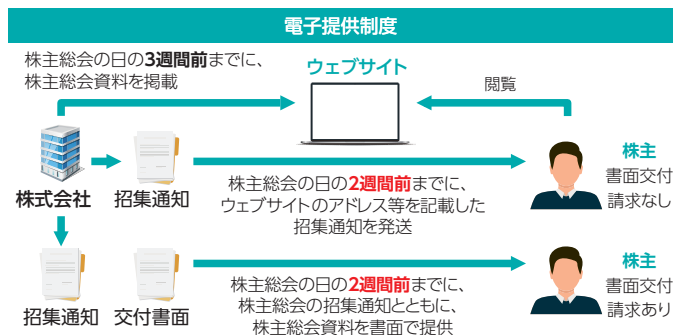 電子提供制度
株主総会の日の3週間前までに、
株主総会資料を掲載
ウェブサイト
閲覧
株式会社
招集通知
株主総会の日の2週間前までに、
ウェブサイトのアドレス等を記載した
招集通知を発送
株主
書面交付
請求なし
招集通知
交付書面
株主総会の日の2週間前までに、
株主総会の招集通知とともに、
株主総会資料を書面で提供
株主
書面交付
請求あり